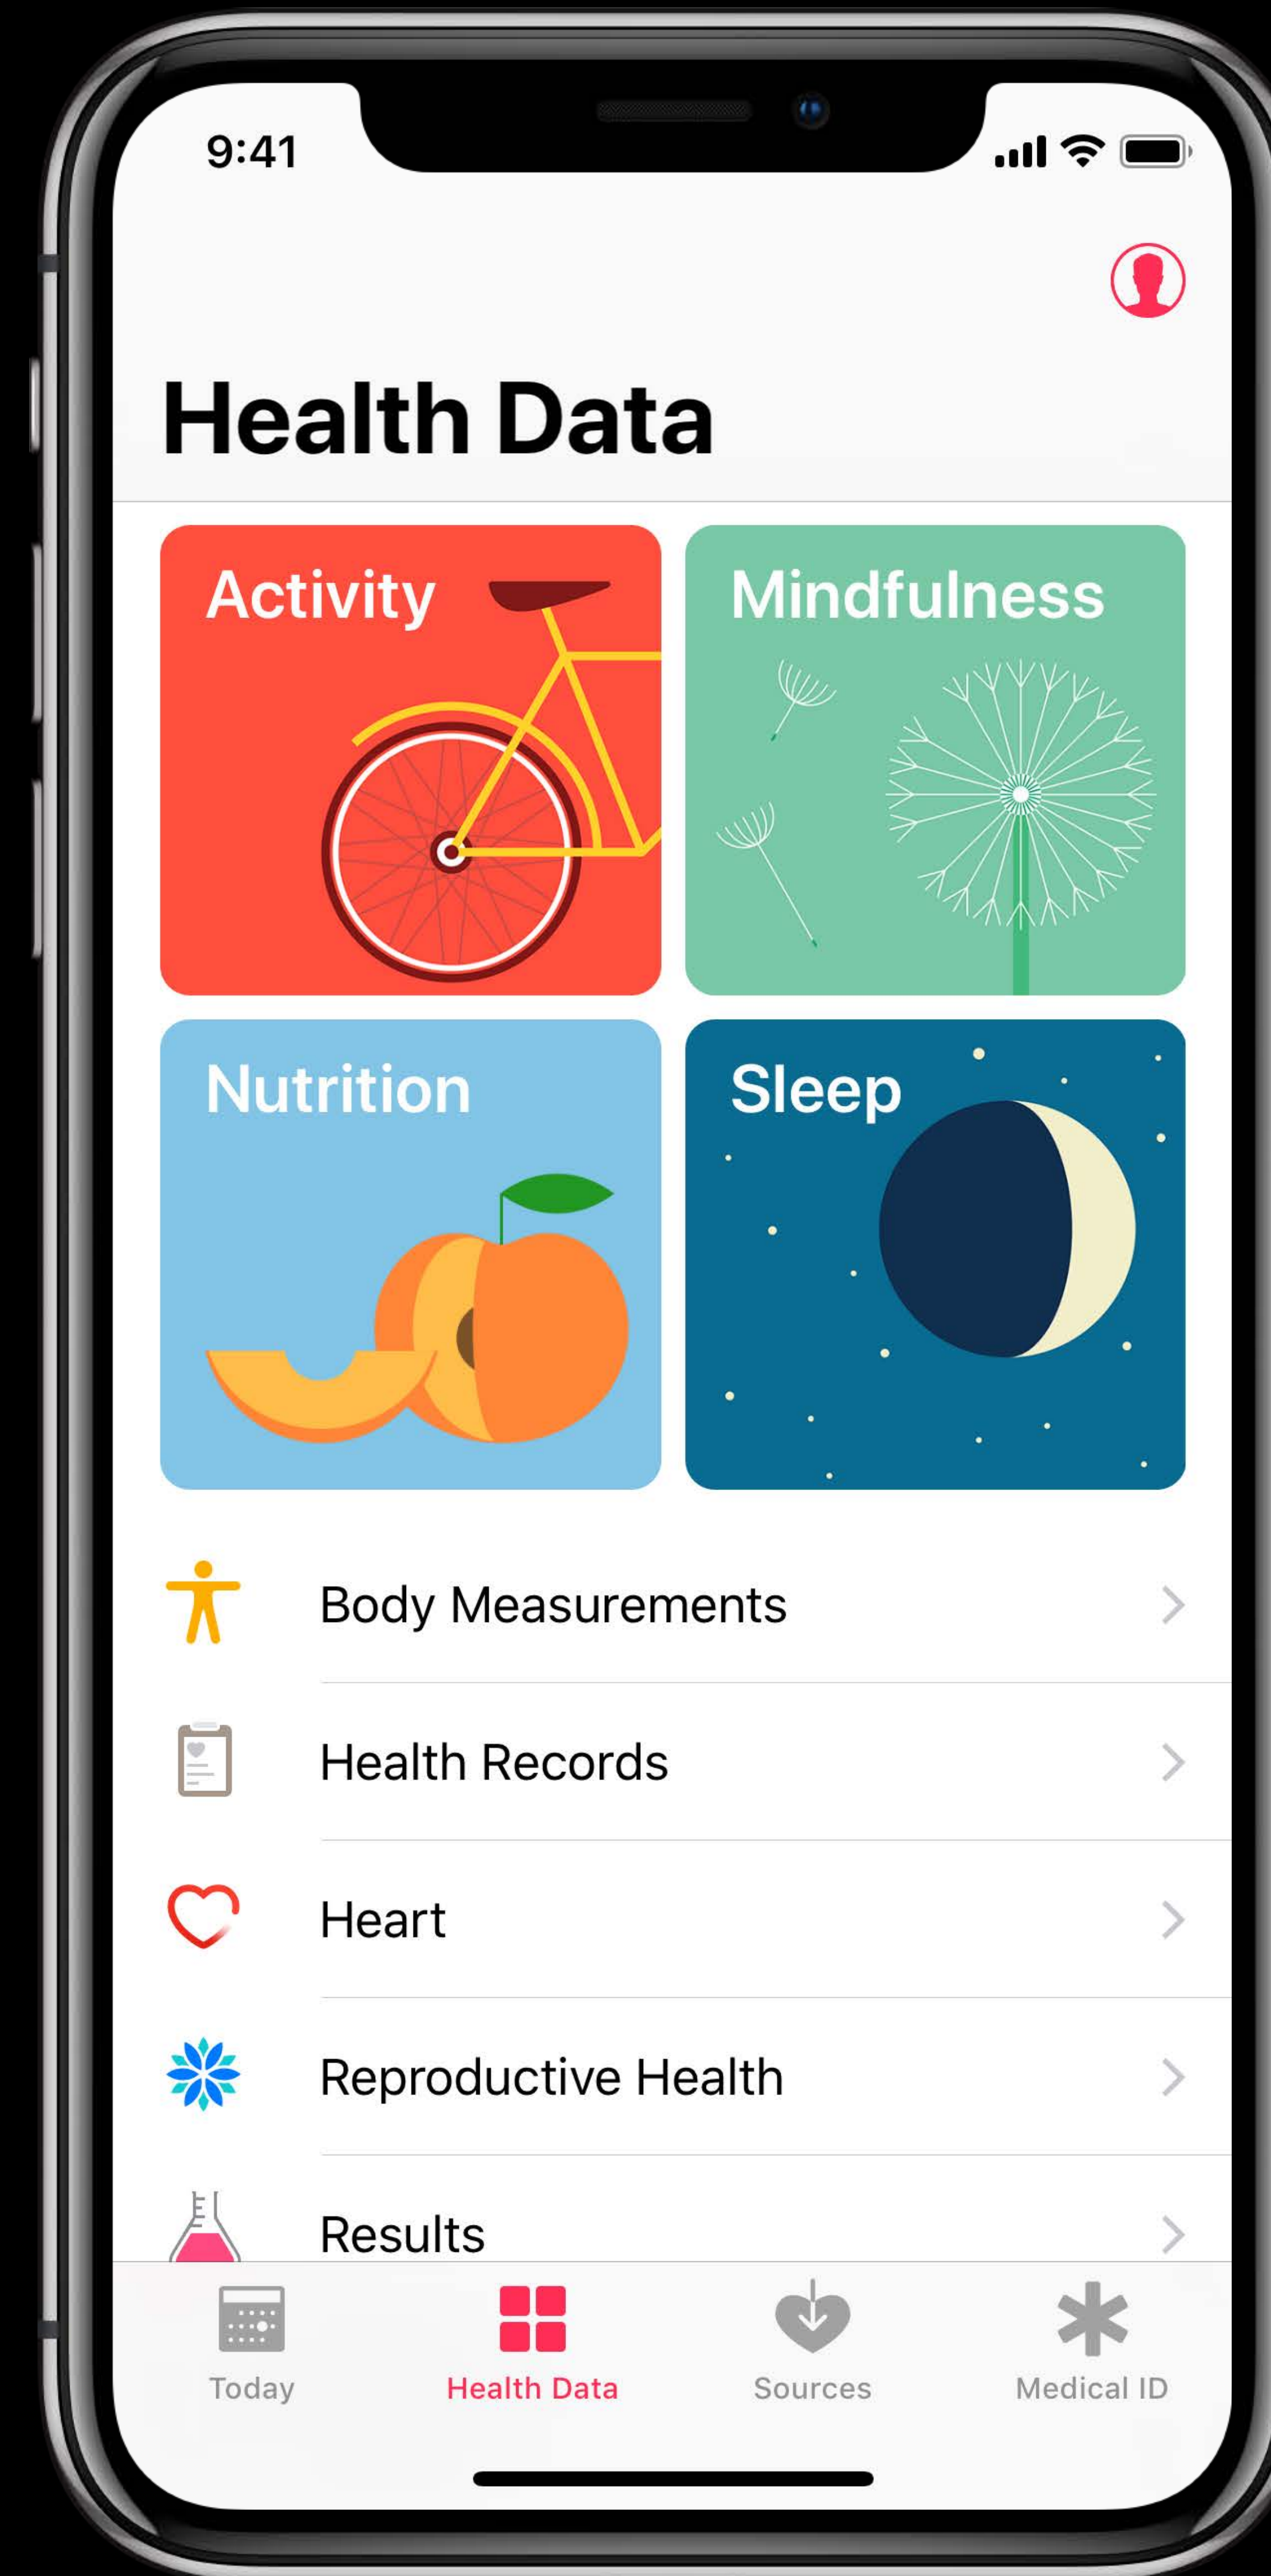 9:41
Health Data
Activity
Mindfulness
Nutrition
Sleep
Body Measurements
Health Records
Heart
Reproductive Health
Results
Today
Health Data
Sources
Medical ID